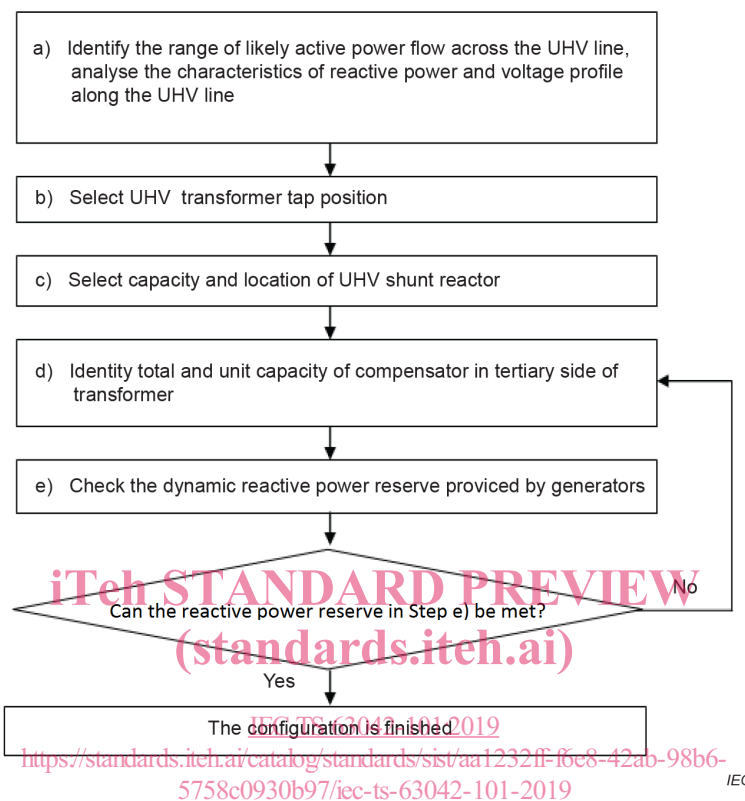 a) Identify the range of likely active power flow across the UHV line,
analyse the characteristics of reactive power and voltage profile
along the UHV line
b) Select UHV transformer tap position
c) Select capacity and location of UHV shunt reactor
d) Identity total and unit capacity of compensator in tertiary side of
transformer
e) Check the dynamic reactive power reserve proviced by generators
iTeh STANDARD PREVIEW
No
Can the reactive power reserve in Step e) be met?
(standards.iteh.ai)
Yes
The configuration is finished
IEC TS 63042-101:2019
https://standards.iteh.ai/catalog/standards/sist/aa1232ff-f6e8-42ab-98b6-
IEC
5758c0930b97/iec-ts-63042-101-2019